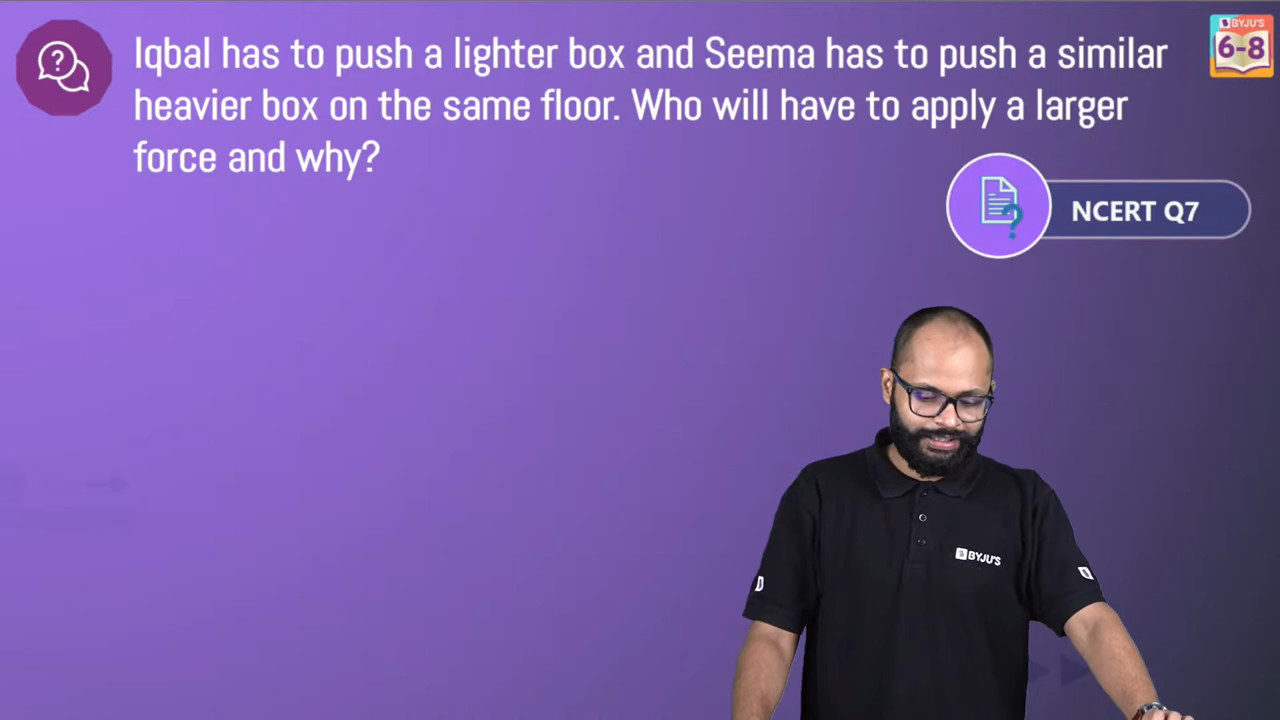 Iqbal has to push a lighter box and Seema has to push a similar
heavier box on the same floor. Who will have to apply a larger
force and why?
BYJU'S
6-8
NCERT Q7
BYJU'S